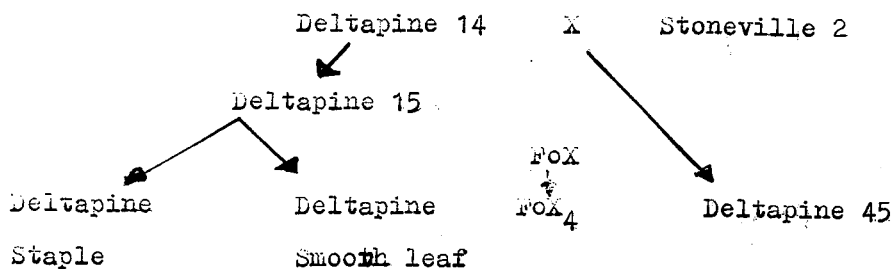 Deltapine 14 X Stoneville 2
Deltapine 15
FoX
Deltapine Deltapine FoX4 Deltapine 45
Staple Smooth leaf